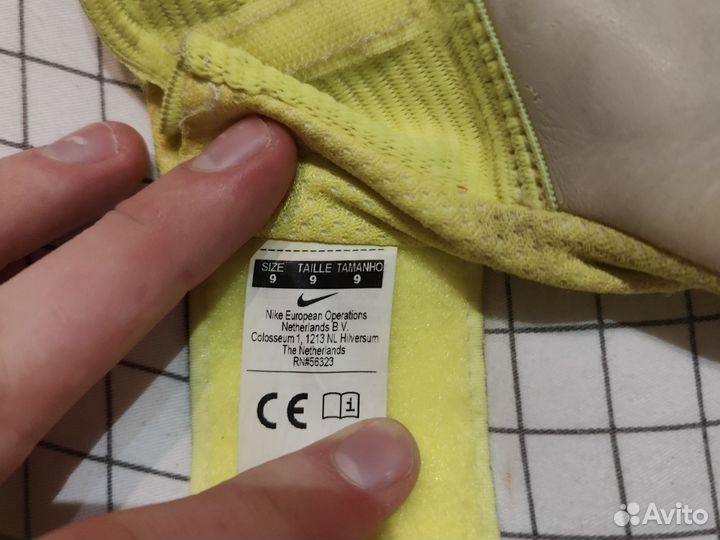 SIZE TAILLE TAMANHO
9 9 9
Nike European Operations
Netherlands B.V.
Colosseum 1, 1213 NL Hilversum
The Netherlands
RN#56323
CE i
Avito